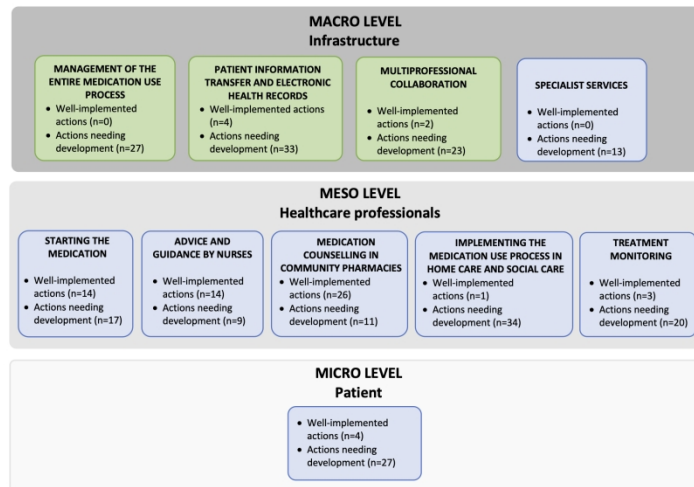 MACRO LEVEL
Infrastructure
MANAGEMENT OF THE
ENTIRE MEDICATION USE
PROCESS
• Well-implemented
actions (n=0)
• Actions needing
development (n=27)
PATIENT INFORMATION
TRANSFER AND ELECTRONIC
HEALTH RECORDS
• Well-implemented actions
(n=4)
• Actions needing
development (n=33)
MULTIPROFESSIONAL
COLLABORATION
• Well-implemented
actions (n=2)
• Actions needing
development (n=23)
SPECIALIST SERVICES
• Well-implemented
actions (n=0)
• Actions needing
development (n=13)
MESO LEVEL
Healthcare professionals
STARTING THE
MEDICATION
• Well-implemented
actions (n=14)
• Actions needing
development (n=17)
ADVICE AND
GUIDANCE BY NURSES
• Well-implemented
actions (n=14)
• Actions needing
development (n=9)
MEDICATION
COUNSELLING IN
COMMUNITY PHARMACIES
• Well-implemented
actions (n=26)
• Actions needing
development (n=11)
IMPLEMENTING THE
MEDICATION USE PROCESS IN
HOME CARE AND SOCIAL CARE
• Well-implemented actions
(n=1)
• Actions needing
development (n=34)
TREATMENT
MONITORING
• Well-implemented
actions (n=3)
• Actions needing
development (n=20)
MICRO LEVEL
Patient
• Well-implemented
actions (n=4)
• Actions needing
development (n=27)